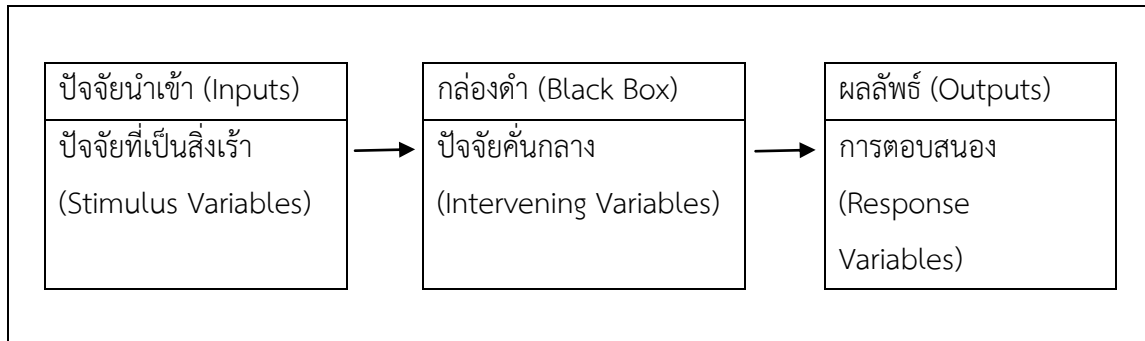 ปัจจัยนำเข้า (Inputs)
ปัจจัยที่เป็นสิ่งเร้า
(Stimulus Variables)
กล่องดำ (Black Box)
ปัจจัยคั่นกลาง
(Intervening Variables)
ผลลัพธ์ (Outputs)
การตอบสนอง
(Response
Variables)